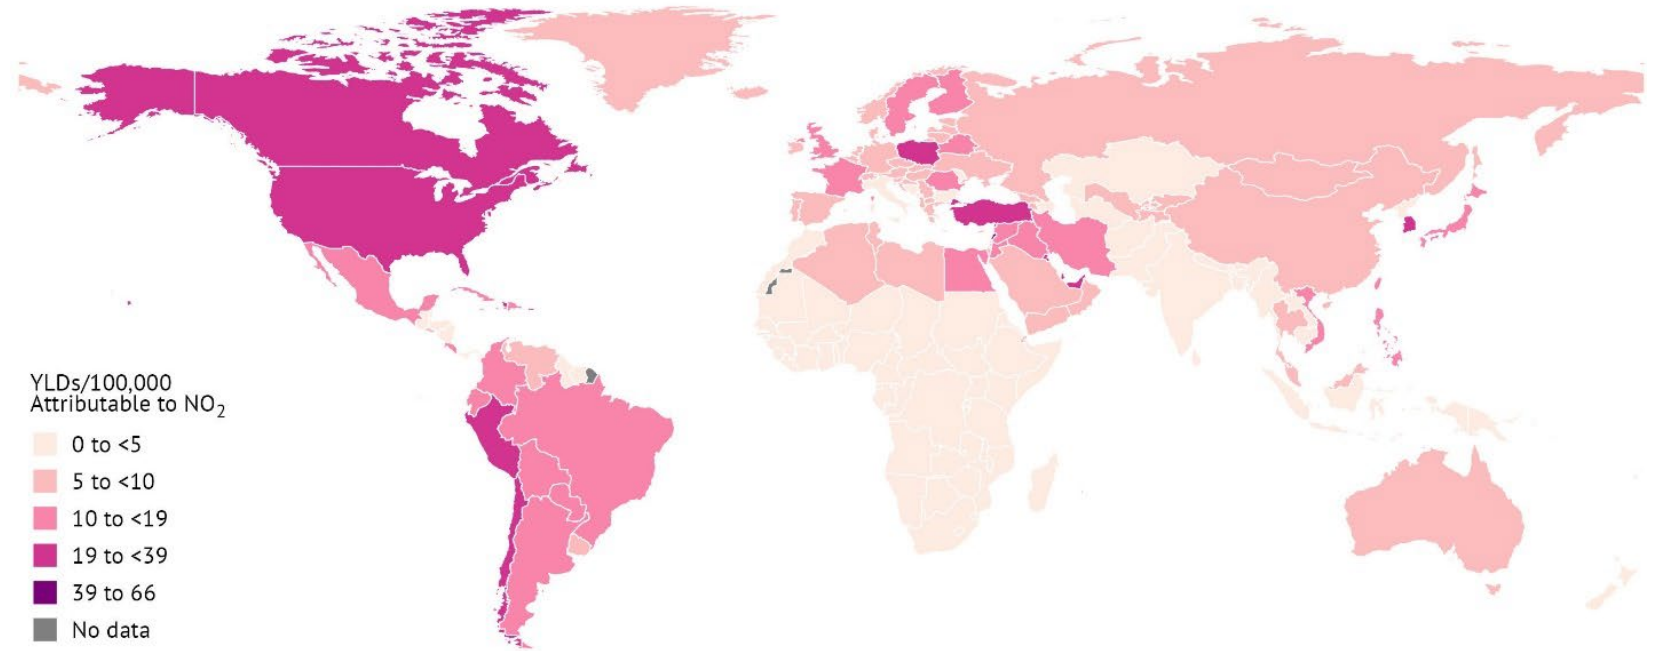 YLDs/100,000
Attributable to NO₂
0 to <5
5 to <10
10 to <19
19 to <39
39 to 66
No data